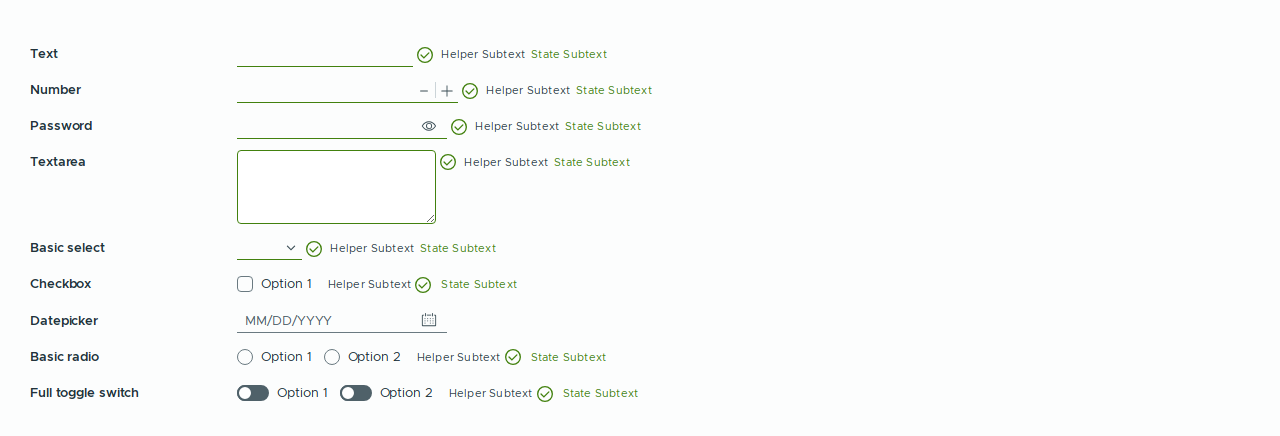 Text Helper Subtext State Subtext
Number Helper Subtext State Subtext
Password Helper Subtext State Subtext
Textarea Helper Subtext State Subtext
Basic select Helper Subtext State Subtext
Checkbox Option 1 Helper Subtext State Subtext
Datepicker MM/DD/YYYY
Basic radio Option 1 Option 2 Helper Subtext State Subtext
Full toggle switch Option 1 Option 2 Helper Subtext State Subtext